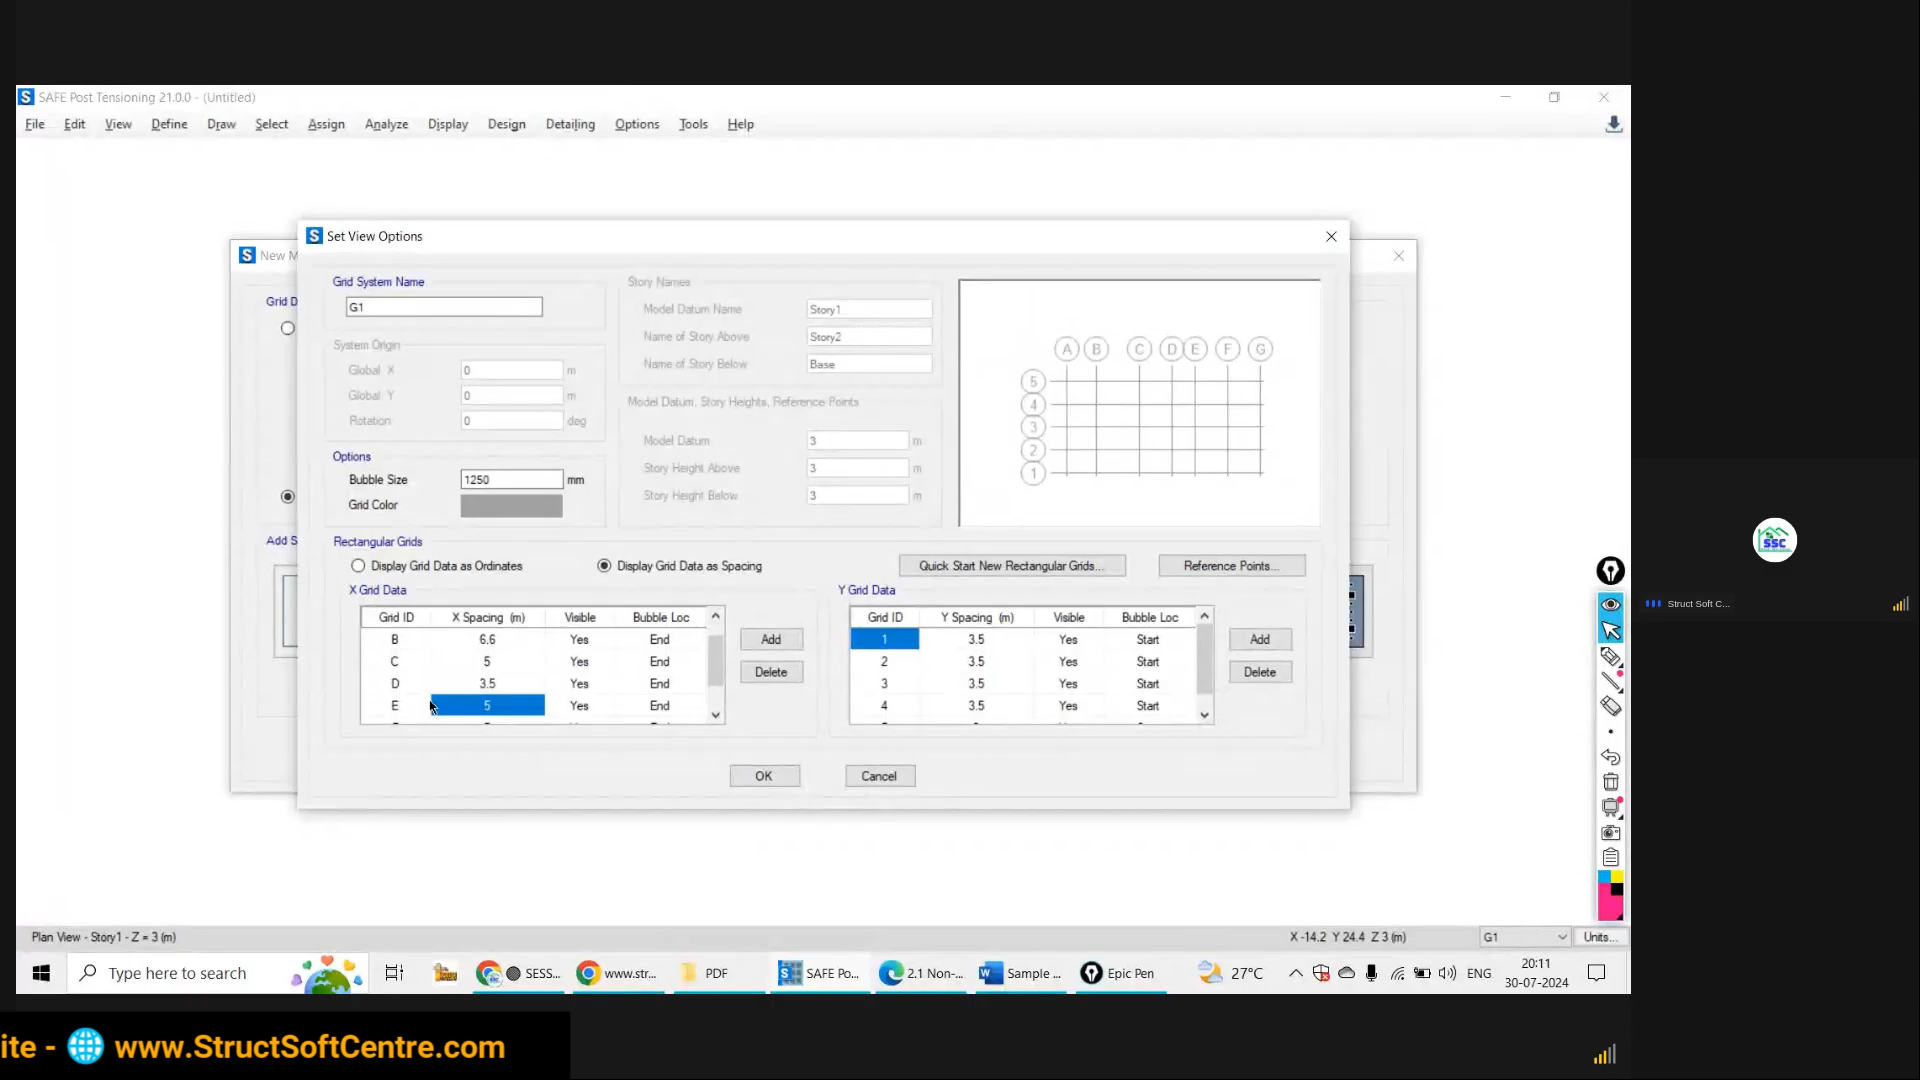 SAFE Post Tensioning 21.0.0 - (Untitled)
File Edit View Define Draw Select Assign Analyze Display Design Detailing Options Tools Help
New M
Set View Options
Grid D
Add S
Grid System Name
G1
System Origin
Global X 0 m
Global Y 0 m
Rotation 0 deg
Options
Bubble Size 1250 mm
Grid Color
Story Names
Model Datum Name Story1
Name of Story Above Story2
Name of Story Below Base
Model Datum, Story Heights, Reference Points
Model Datum 3 m
Story Height Above 3 m
Story Height Below 3 m
A B C D E F G
5
4
3
2
1
Rectangular Grids
Display Grid Data as Ordinates Display Grid Data as Spacing Quick Start New Rectangular Grids... Reference Points...
X Grid Data
Grid ID X Spacing (m) Visible Bubble Loc
B 6.6 Yes End
C 5 Yes End
D 3.5 Yes End
E 5 Yes End
Add
Delete
Y Grid Data
Grid ID Y Spacing (m) Visible Bubble Loc
1 3.5 Yes Start
2 3.5 Yes Start
3 3.5 Yes Start
4 3.5 Yes Start
Add
Delete
OK Cancel
SSC
Struct Soft C...
Plan View - Story1 - Z = 3 (m) X -14.2 Y 24.4 Z 3 (m) G1 Units...
Type here to search SESS... www.str... PDF SAFE Po... 2.1 Non-... Sample ... Epic Pen 27°C ENG 20:11
30-07-2024
ite - www.StructSoftCentre.com